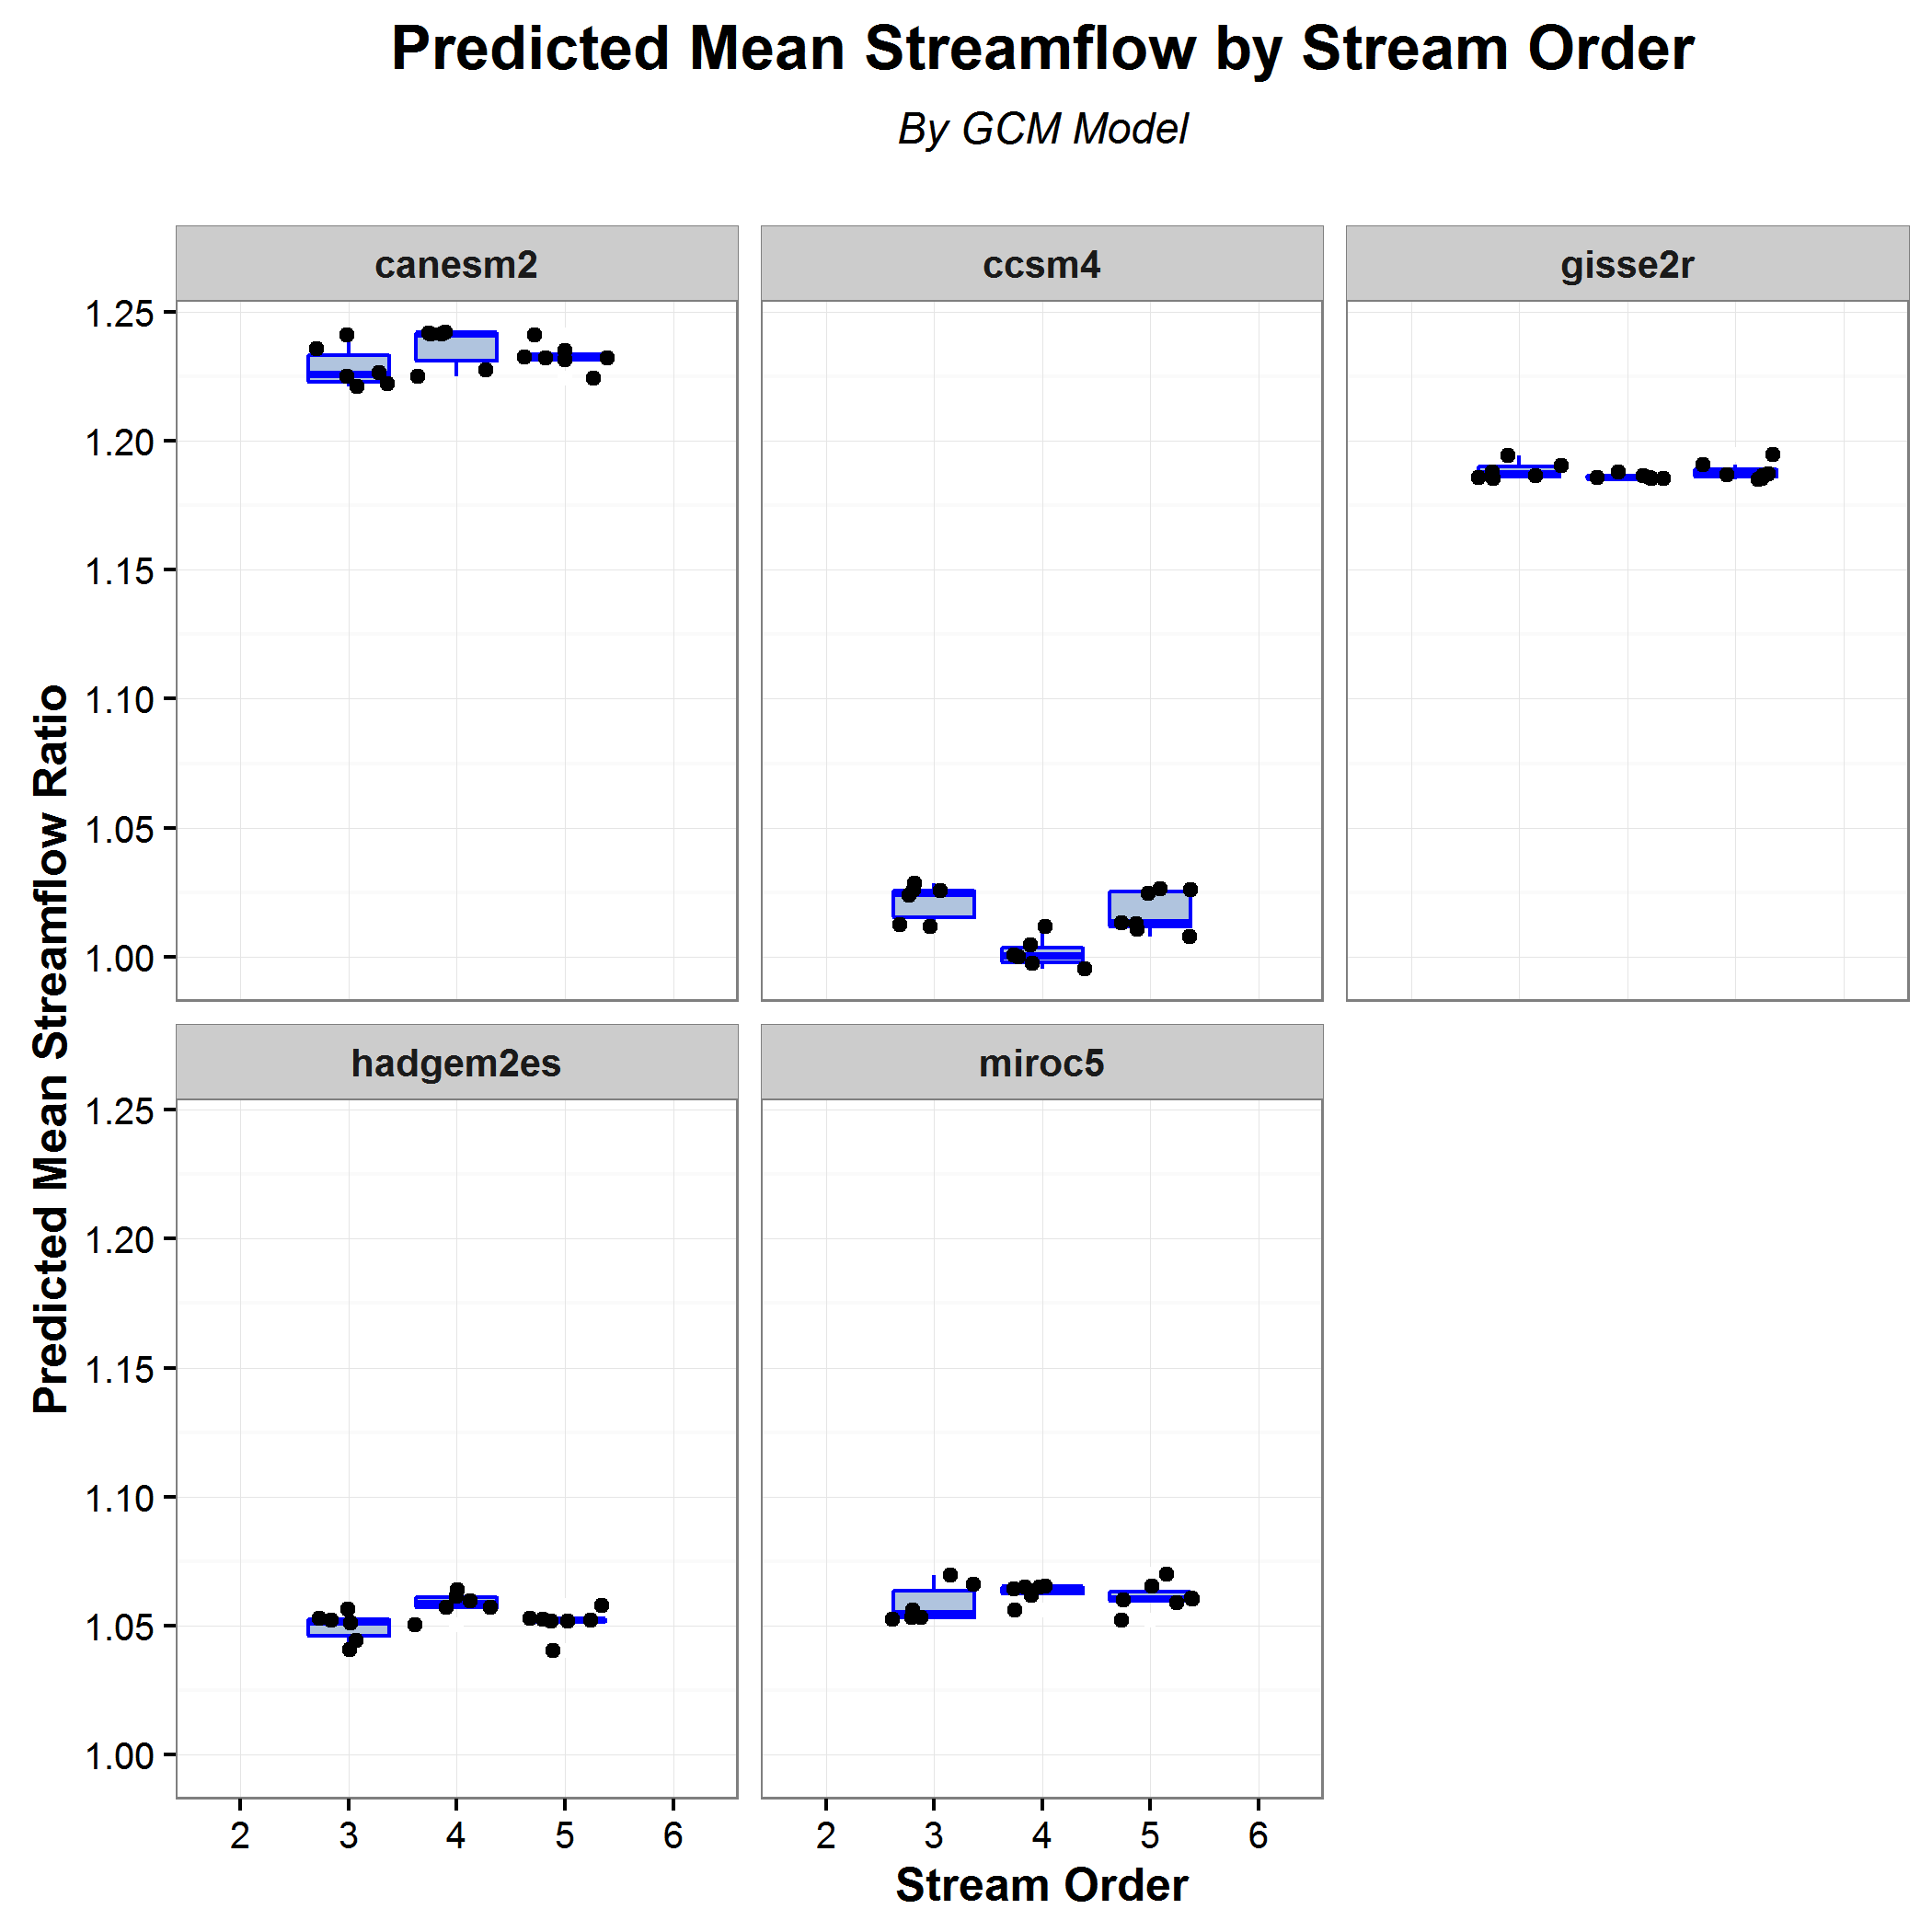 Predicted Mean Streamflow by Stream Order
By GCM Model
canesm2
ccsm4
gisse2r
1.25
1.20
1.15
1.10
1.05
1.00
Predicted Mean Streamflow Ratio
hadgem2es
miroc5
1.25
1.20
1.15
1.10
1.05
1.00
2 3 4 5 6
2 3 4 5 6
Stream Order